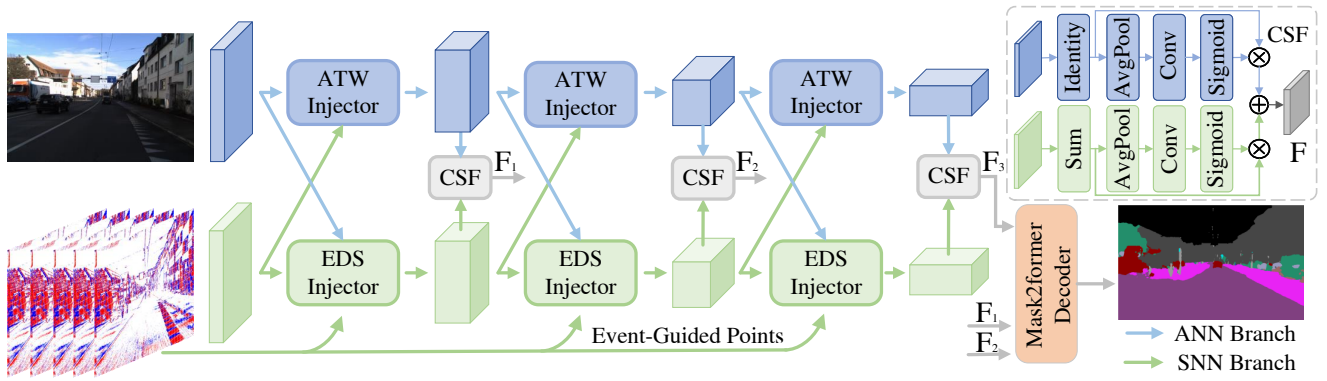 ATW
Injector
ATW
Injector
ATW
Injector
CSF
F1
CSF
F2
CSF
F3
EDS
Injector
EDS
Injector
EDS
Injector
Event-Guided Points
Identity
AvgPool
Conv
Sigmoid
CSF
Sum
AvgPool
Conv
Sigmoid
F
Mask2former
Decoder
F1
F2
ANN Branch
SNN Branch